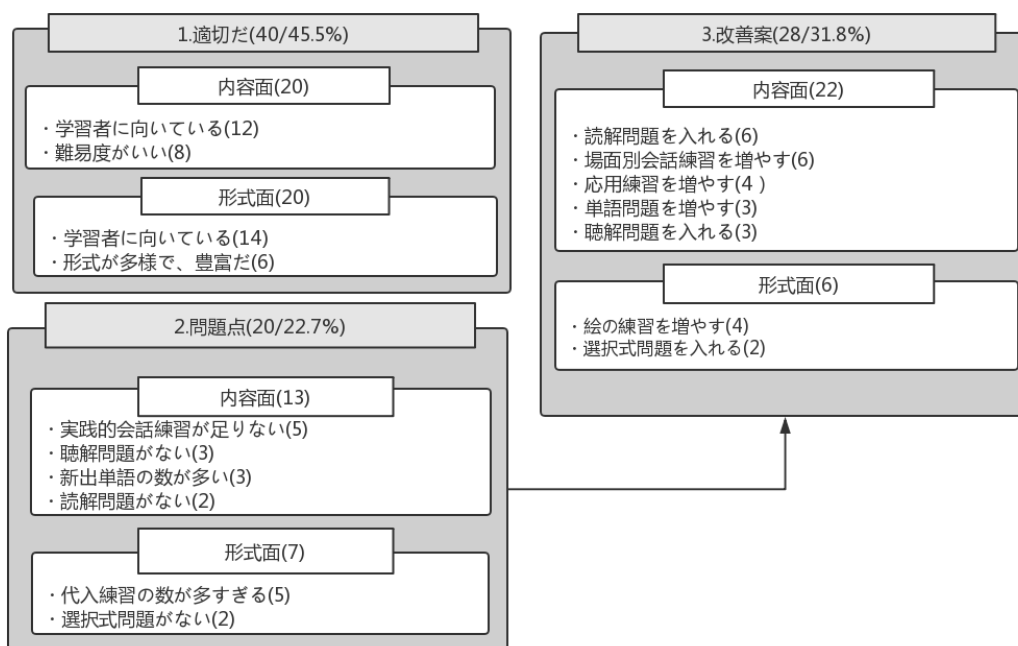 1.適切だ(40/45.5%)
内容面(20)
・学習者に向いている(12)
・難易度がいい(8)
形式面(20)
・学習者に向いている(14)
・形式が多様で、豊富だ(6)
2.問題点(20/22.7%)
内容面(13)
・実践的会話練習が足りない(5)
・聴解問題がない(3)
・新出単語の数が多い(3)
・読解問題がない(2)
形式面(7)
・代入練習の数が多すぎる(5)
・選択式問題がない(2)
3.改善案(28/31.8%)
内容面(22)
・読解問題を入れる(6)
・場面別会話練習を増やす(6)
・応用練習を増やす(4 )
・単語問題を増やす(3)
・聴解問題を入れる(3)
形式面(6)
・絵の練習を増やす(4)
・選択式問題を入れる(2)